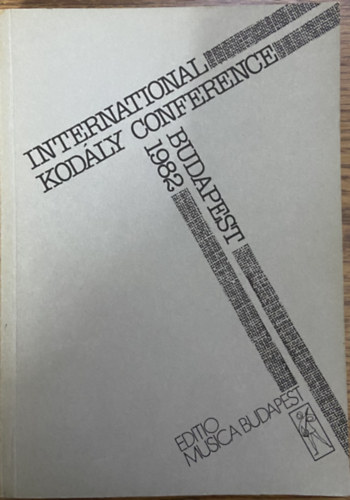 INTERNATIONAL
KODÁLY CONFERENCE
BUDAPEST
1982
EDITIO
MUSICA BUDAPEST